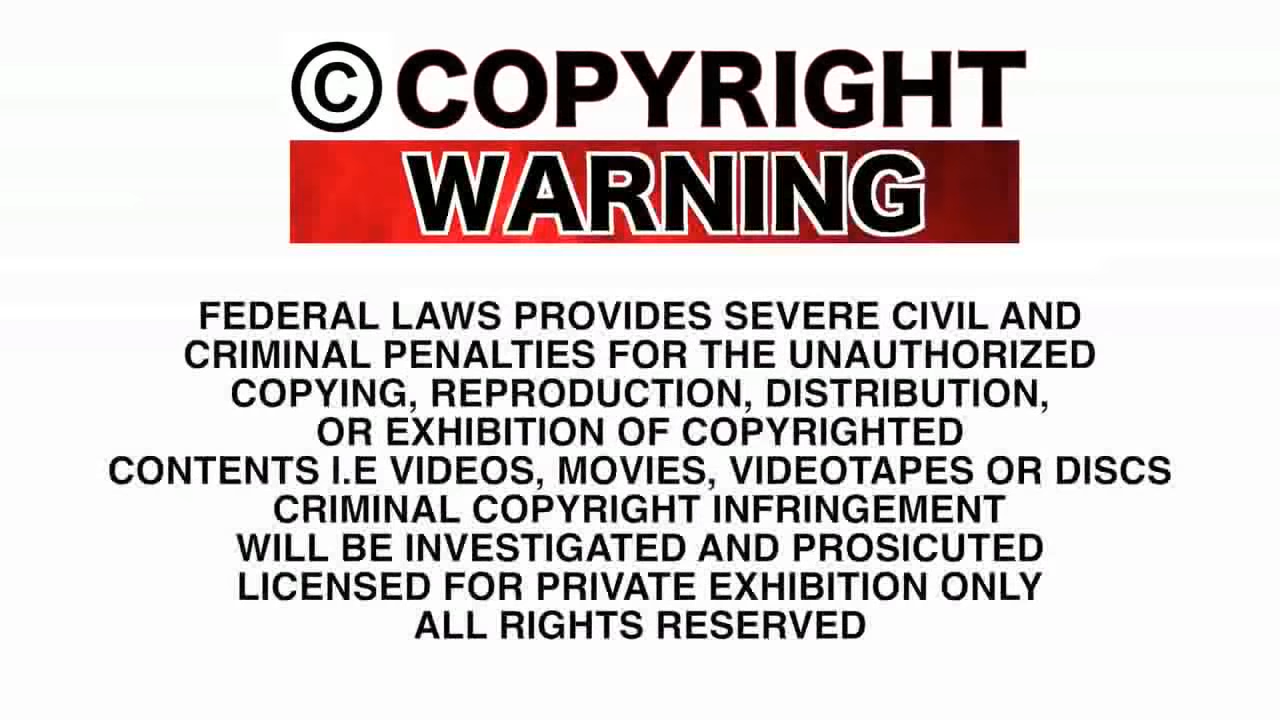 © COPYRIGHT
WARNING
FEDERAL LAWS PROVIDES SEVERE CIVIL AND
CRIMINAL PENALTIES FOR THE UNAUTHORIZED
COPYING, REPRODUCTION, DISTRIBUTION,
OR EXHIBITION OF COPYRIGHTED
CONTENTS I.E VIDEOS, MOVIES, VIDEOTAPES OR DISCS
CRIMINAL COPYRIGHT INFRINGEMENT
WILL BE INVESTIGATED AND PROSICUTED
LICENSED FOR PRIVATE EXHIBITION ONLY
ALL RIGHTS RESERVED